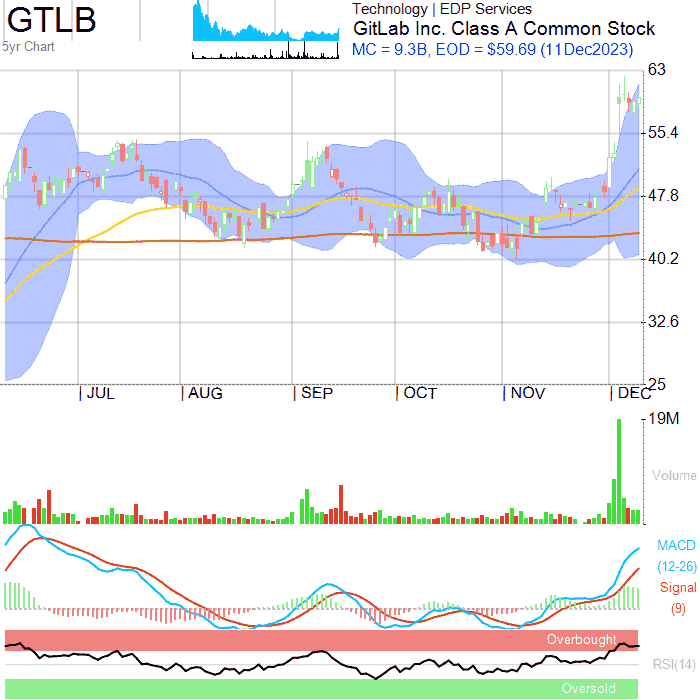 GTLB
5yr Chart
Technology | EDP Services
GitLab Inc. Class A Common Stock
MC = 9.3B, EOD = $59.69 (11Dec2023)
63
55.4
47.8
40.2
32.6
25
JUL AUG SEP OCT NOV DEC
19M
Volume
MACD
(12-26)
Signal
(9)
Overbought
RSI(14)
Oversold